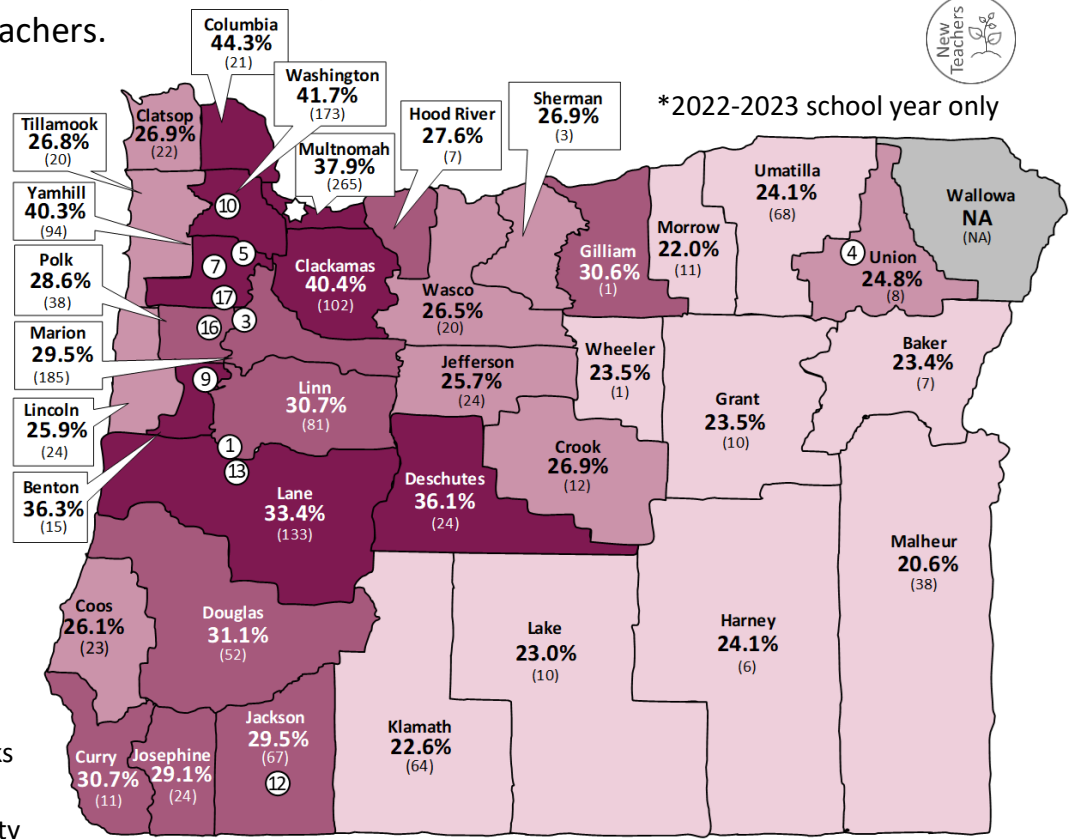 achers.
New
Teachers
*2022-2023 school year only
Columbia
44.3%
(21)
Washington
41.7%
(173)
Multnomah
37.9%
(265)
Hood River
27.6%
(7)
Sherman
26.9%
(3)
Tillamook
26.8%
(20)
Yamhill
40.3%
(94)
Polk
28.6%
(38)
Marion
29.5%
(185)
Lincoln
25.9%
(24)
Benton
36.3%
(15)
Clatsop
26.9%
(22)
Clackamas
40.4%
(102)
Wasco
26.5%
(20)
Gilliam
30.6%
(1)
Morrow
22.0%
(11)
Umatilla
24.1%
(68)
Union
24.8%
(8)
Wallowa
NA
(NA)
Jefferson
25.7%
(24)
Wheeler
23.5%
(1)
Grant
23.5%
(10)
Baker
23.4%
(7)
Linn
30.7%
(81)
Crook
26.9%
(12)
Deschutes
36.1%
(24)
Lane
33.4%
(133)
Malheur
20.6%
(38)
Coos
26.1%
(23)
Douglas
31.1%
(52)
Lake
23.0%
(10)
Harney
24.1%
(6)
Curry
30.7%
(11)
Josephine
29.1%
(24)
Jackson
29.5%
(67)
Klamath
22.6%
(64)
10
5
7
17
16
3
9
1
13
4
12
ks
ty